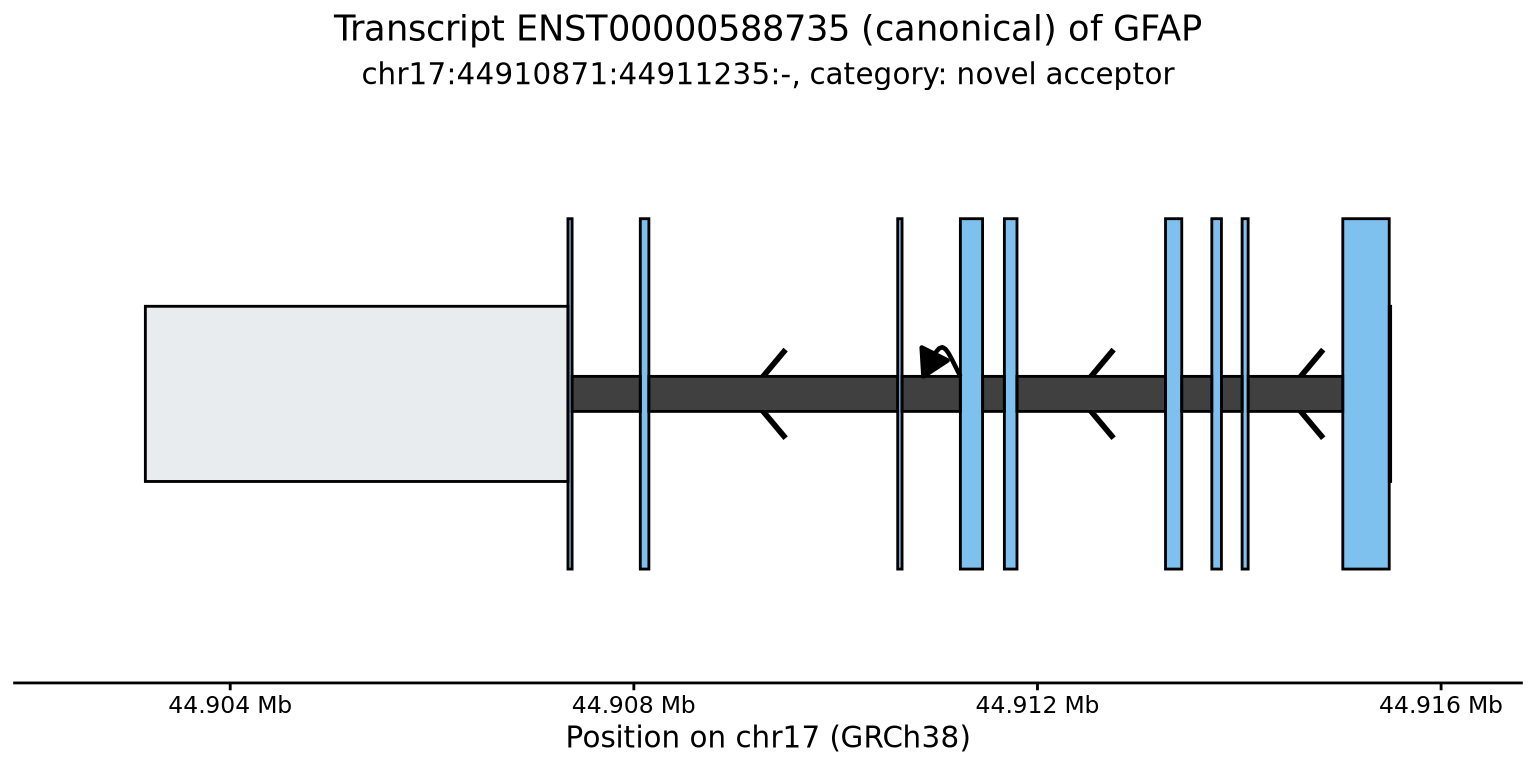 Transcript ENST00000588735 (canonical) of GFAP
chr17:44910871:44911235:-, category: novel acceptor
44.904 Mb
44.908 Mb
44.912 Mb
44.916 Mb
Position on chr17 (GRCh38)